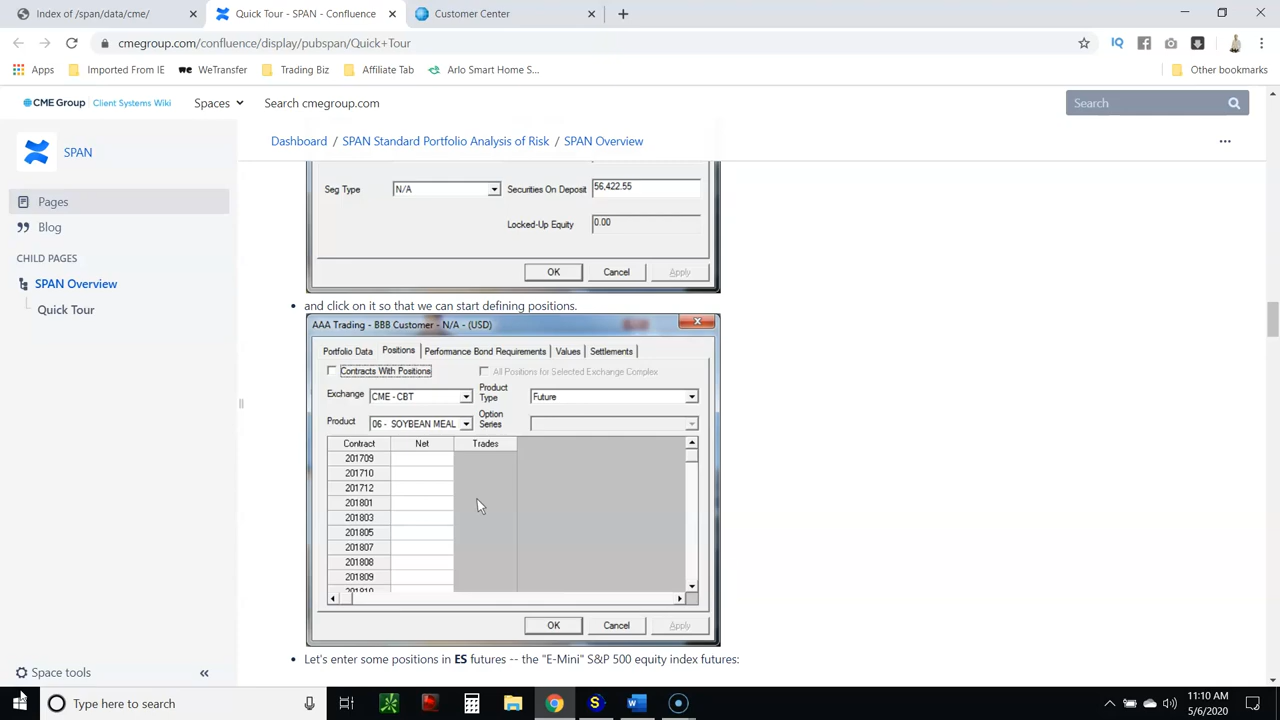 Index of /span/data/cme/
Quick Tour - SPAN - Confluence
Customer Center
cmegroup.com/confluence/display/pubspan/Quick+Tour
Apps
Imported From IE
WeTransfer
Trading Biz
Affiliate Tab
Arlo Smart Home S...
Other bookmarks
CME Group Client Systems Wiki
Spaces
Search cmegroup.com
Search
SPAN
Dashboard / SPAN Standard Portfolio Analysis of Risk / SPAN Overview
Pages
Blog
CHILD PAGES
SPAN Overview
Quick Tour
Seg Type
N/A
Securities On Deposit
56,422.55
Locked-Up Equity
0.00
OK
Cancel
Apply
• and click on it so that we can start defining positions.
AAA Trading - BBB Customer - N/A - (USD)
Portfolio Data
Positions
Performance Bond Requirements
Values
Settlements
Contracts With Positions
All Positions for Selected Exchange Complex
Exchange
CME - CBT
Product Type
Future
Product
06 - SOYBEAN MEAL
Option Series
Contract Net Trades
201709
201710
201712
201801
201803
201805
201807
201808
201809
201810
OK
Cancel
Apply
• Let's enter some positions in ES futures -- the "E-Mini" S&P 500 equity index futures:
Space tools
Type here to search
11:10 AM
5/6/2020